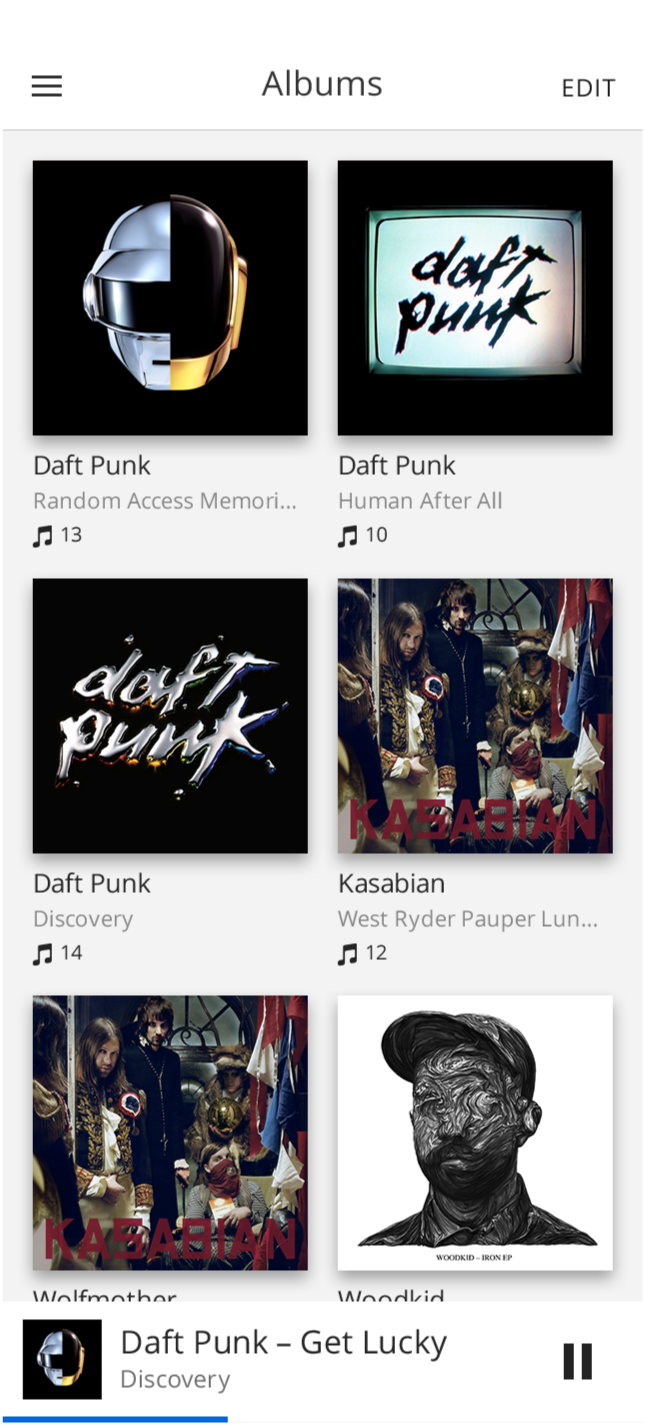 Albums
EDIT
daft
punk
Daft Punk
Daft Punk
Random Access Memori...
Human After All
13
10
daft
punk
KASABIAN
Daft Punk
Kasabian
Discovery
West Ryder Pauper Lun...
14
12
KASABIAN
WOODKID – IRON EP
Wolfmother
Woodkid
Daft Punk – Get Lucky
Discovery